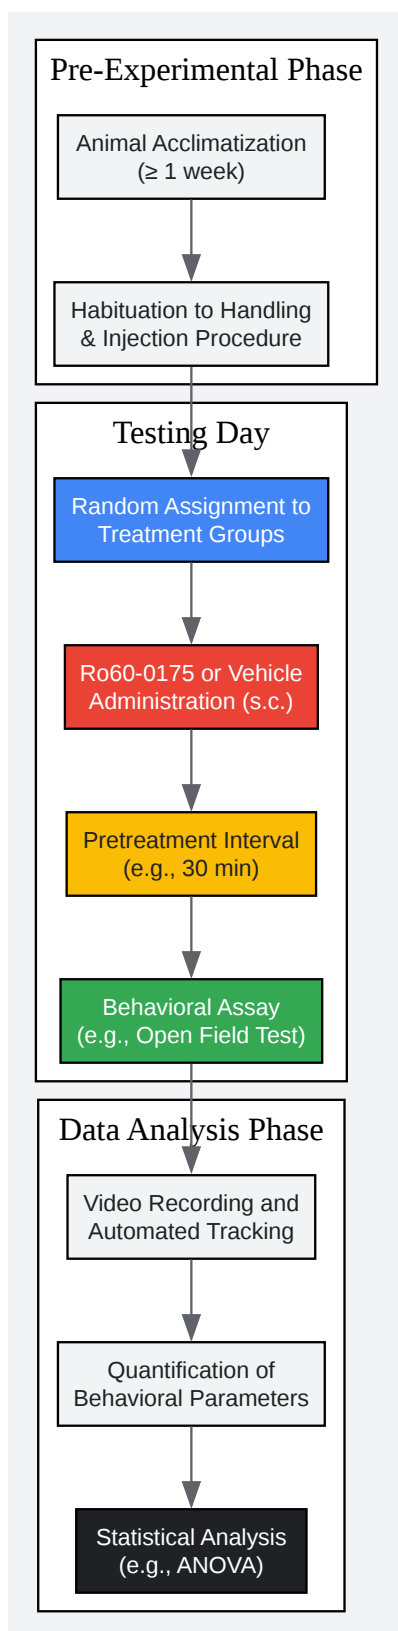 Pre-Experimental Phase
Animal Acclimatization
(≥ 1 week)
Habituation to Handling
& Injection Procedure
Testing Day
Random Assignment to
Treatment Groups
Ro60-0175 or Vehicle
Administration (s.c.)
Pretreatment Interval
(e.g., 30 min)
Behavioral Assay
(e.g., Open Field Test)
Data Analysis Phase
Video Recording and
Automated Tracking
Quantification of
Behavioral Parameters
Statistical Analysis
(e.g., ANOVA)